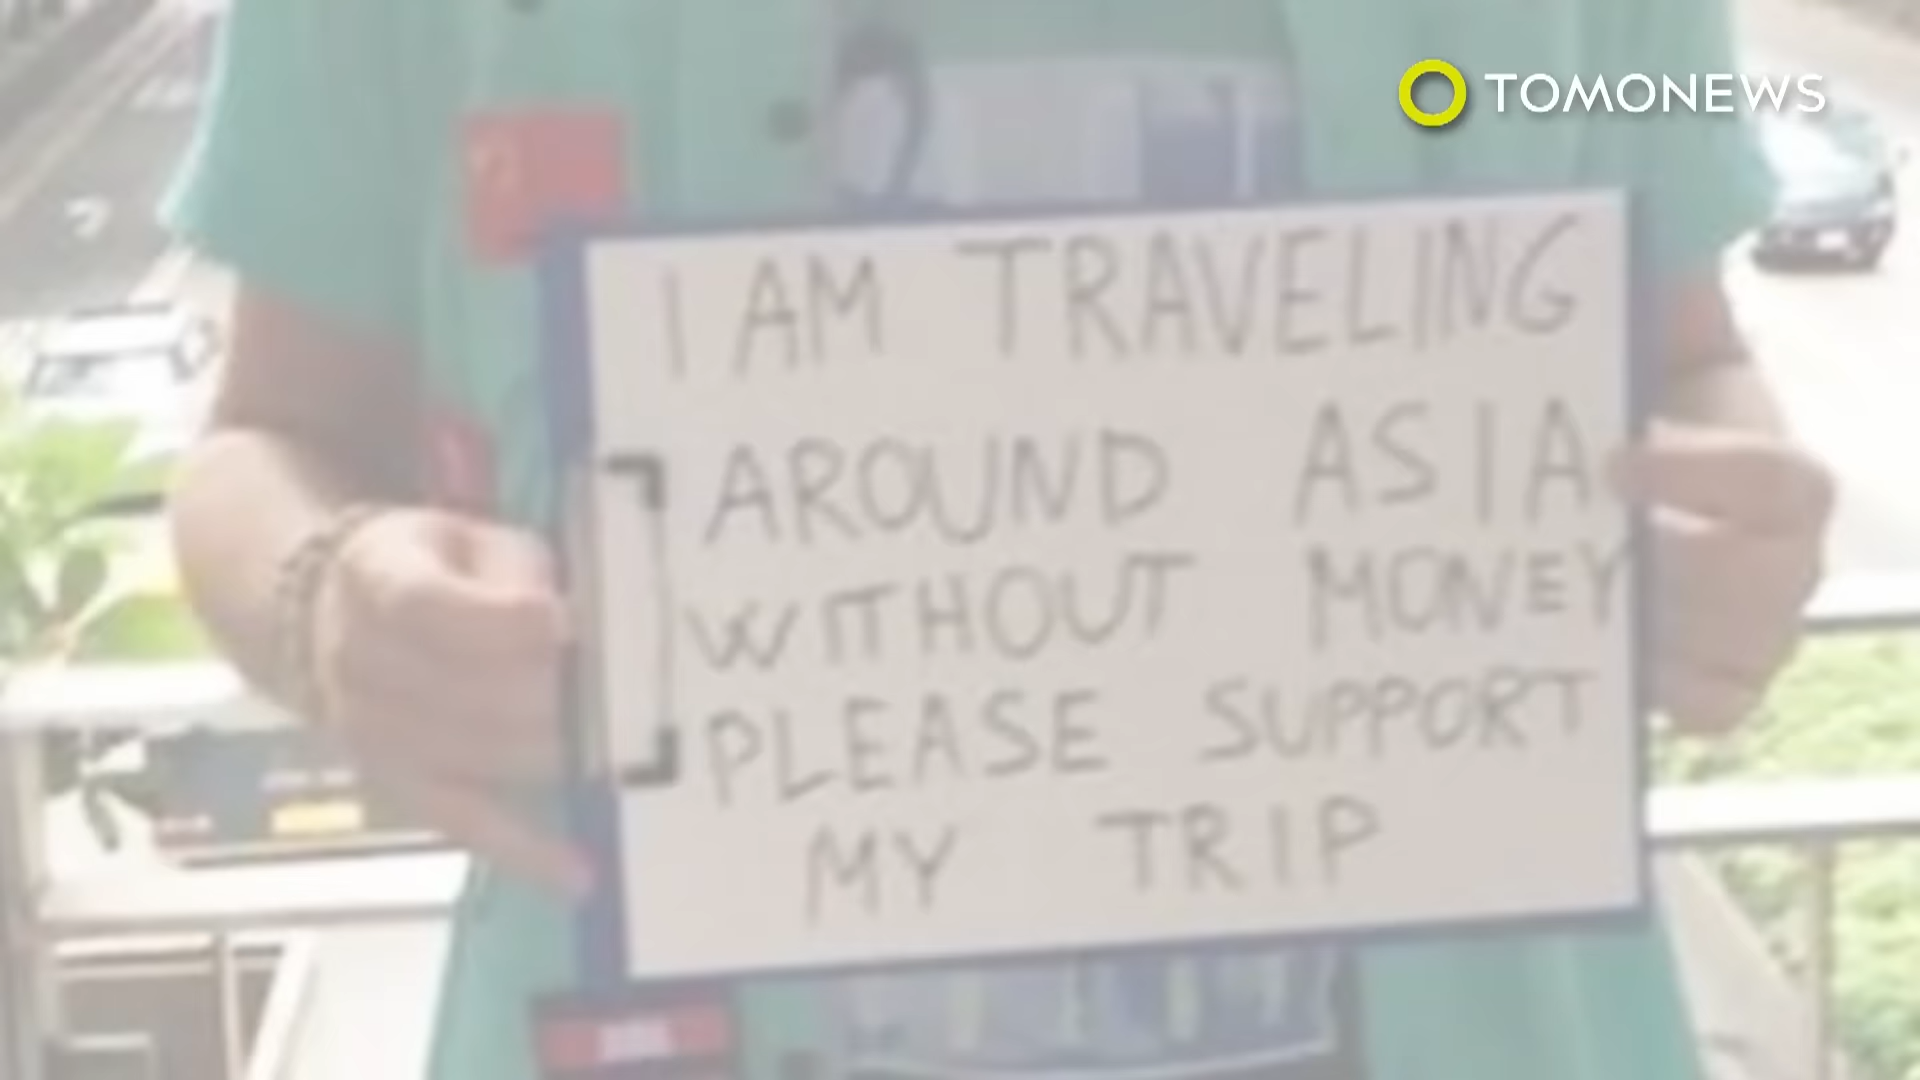 TOMONEWS
I AM TRAVELING
AROUND ASIA
WITHOUT MONEY
PLEASE SUPPORT
MY TRIP